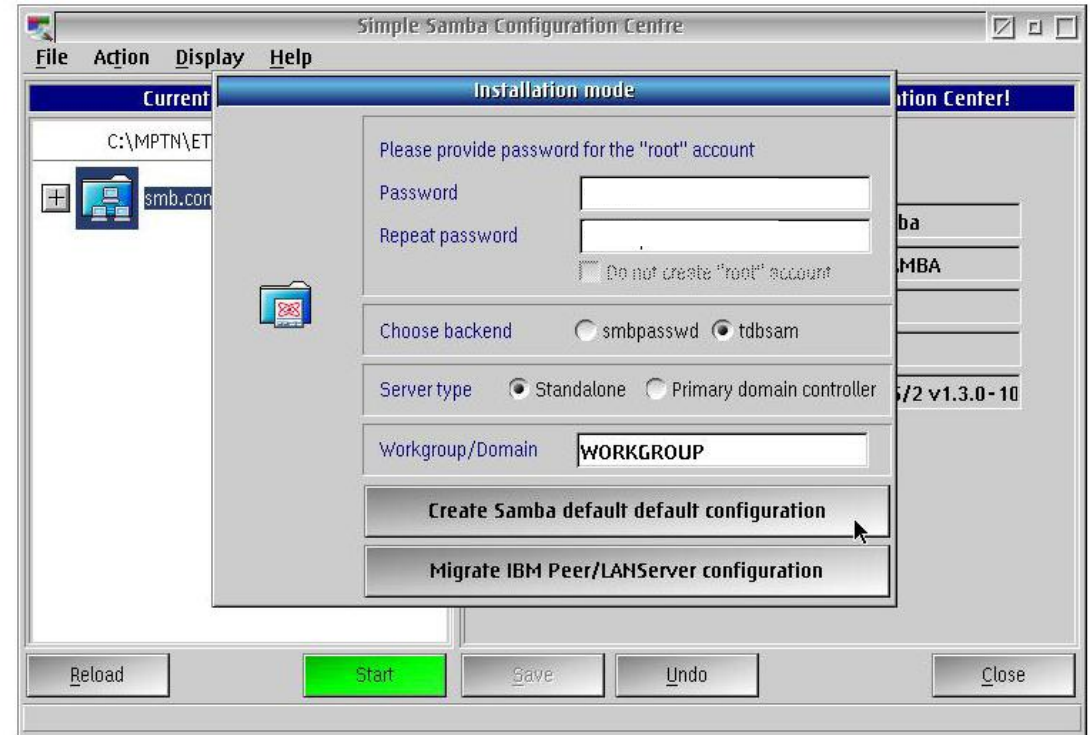 Simple Samba Configuration Centre
File Action Display Help
Current
ation Center!
Installation mode
C:\MPTN\ET
smb.con
Please provide password for the "root" account
Password
Repeat password
Do not create "root" account
ba
AMBA
Choose backend smbpasswd tdbsam
Server type Standalone Primary domain controller
S/2 v1.3.0-10
Workgroup/Domain WORKGROUP
Create Samba default default configuration
Migrate IBM Peer/LANServer configuration
Reload Start Save Undo Close